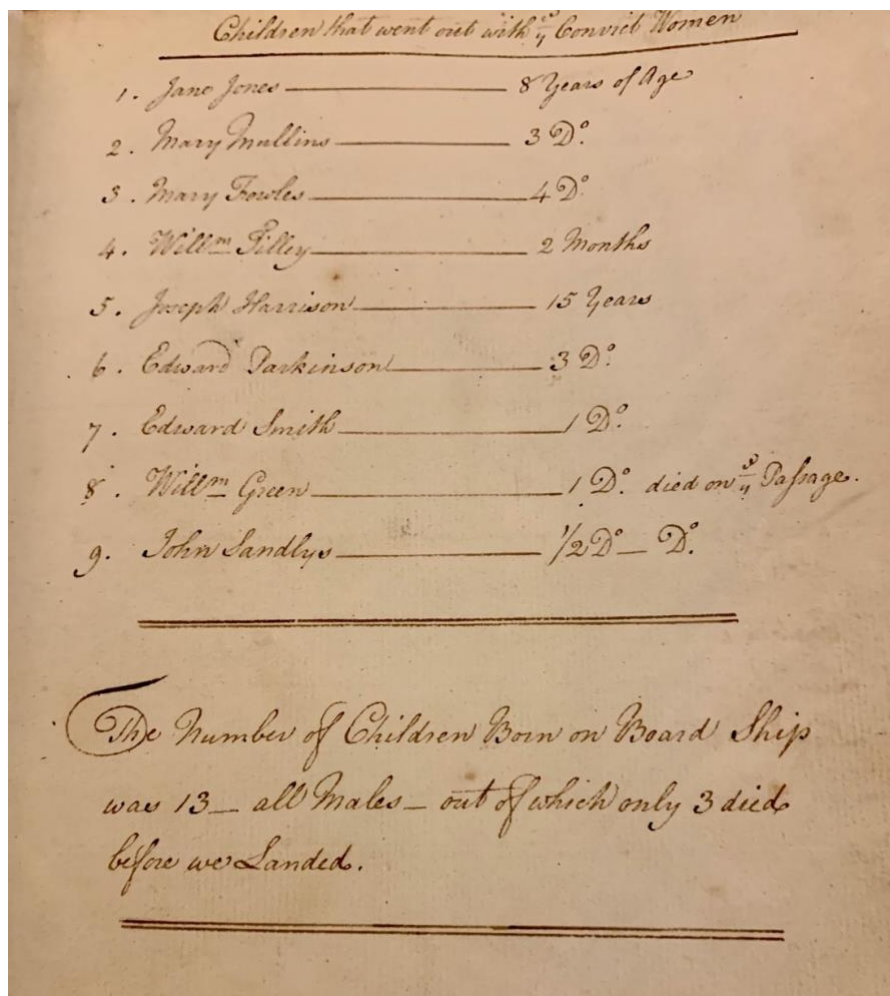 Children that went out with yᵉ Convict Women
1. Jane Jones — 8 Years of Age
2. Mary Mullins — 3 Dº.
3. Mary Fowles — 4 Dº.
4. Willᵐ Tilley — 2 Months
5. Joseph Harrison — 15 Years
6. Edward Parkinson — 3 Dº.
7. Edward Smith — 1 Dº.
8. Willᵐ Green — 1 Dº. died on yᵉ Paſsage.
9. John Sandlys — 1/2 Dº — Dº.
The Number of Children Born on Board Ship
was 13 — all Males — out of which only 3 died
before we Landed.